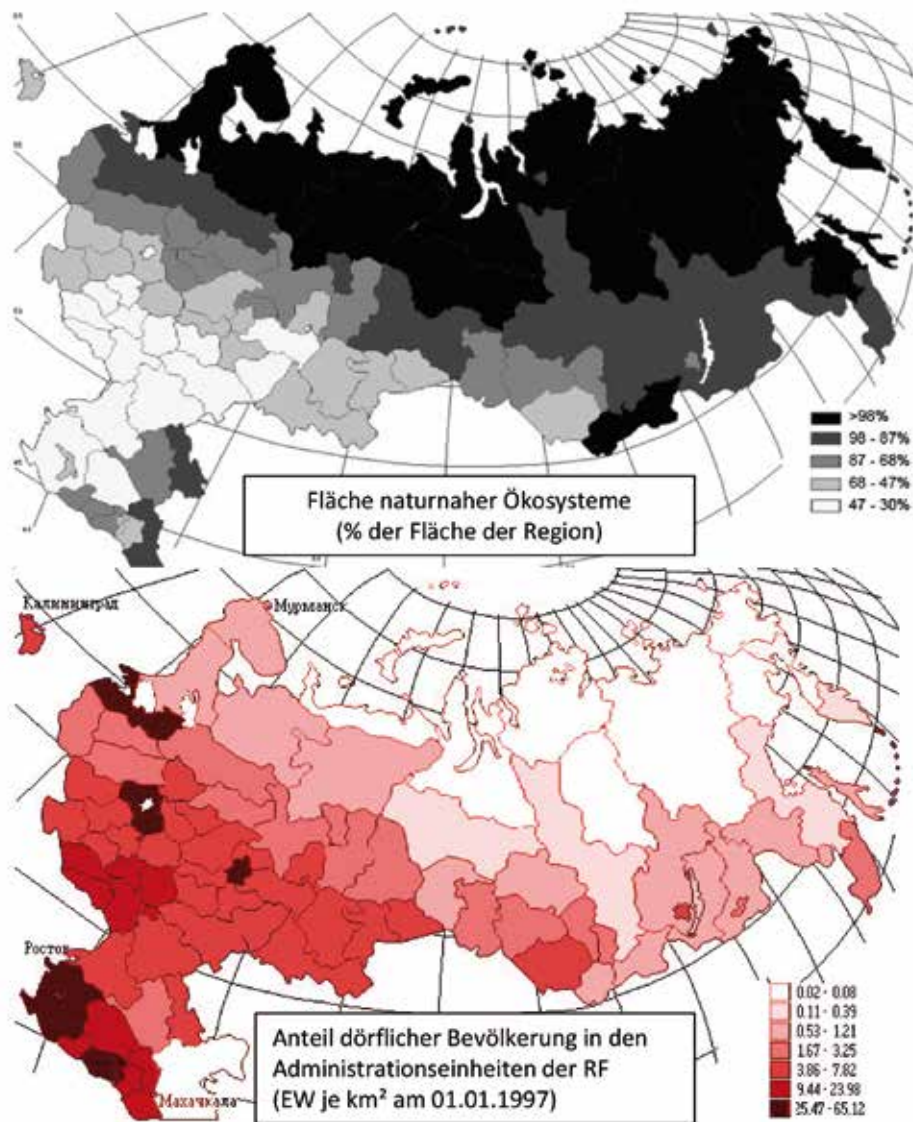 >98%
98 - 87%
87 - 68%
68 - 47%
47 - 30%
Fläche naturnaher Ökosysteme
(% der Fläche der Region)
Калининград
Мурманск
Ростов
Махачкала
0.02 - 0.08
0.11 - 0.39
0.53 - 1.21
1.67 - 3.25
3.86 - 7.82
9.44 - 23.98
25.47 - 65.12
Anteil dörflicher Bevölkerung in den
Administrationseinheiten der RF
(EW je km² am 01.01.1997)